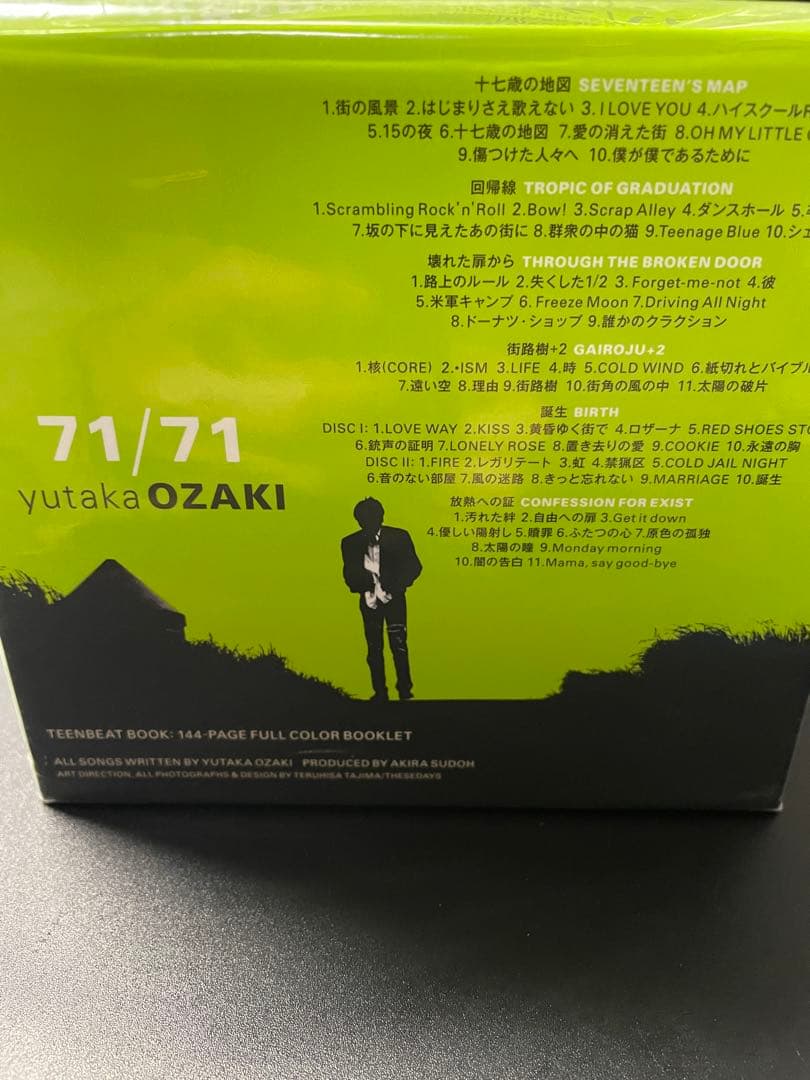 十七歳の地図 SEVENTEEN'S MAP
1.街の風景 2.はじまりさえ歌えない 3.I LOVE YOU 4.ハイスクール
5.15の夜 6.十七歳の地図 7.愛の消えた街 8.OH MY LITTLE
9.傷つけた人々へ 10.僕が僕であるために
回帰線 TROPIC OF GRADUATION
1.Scrambling Rock'n'Roll 2.Bow! 3.Scrap Alley 4.ダンスホール 5.
7.坂の下に見えたあの街に 8.群衆の中の猫 9.Teenage Blue 10.シェ
壊れた扉から THROUGH THE BROKEN DOOR
1.路上のルール 2.失くした1/2 3.Forget-me-not 4.彼
5.米軍キャンプ 6.Freeze Moon 7.Driving All Night
8.ドーナツ・ショップ 9.誰かのクラクション
街路樹+2 GAIROJU+2
1.核(CORE) 2.・ISM 3.LIFE 4.時 5.COLD WIND 6.紙切れとバイブル
7.遠い空 8.理由 9.街路樹 10.街角の風の中 11.太陽の破片
誕生 BIRTH
DISC I: 1.LOVE WAY 2.KISS 3.黄昏ゆく街で 4.ロザーナ 5.RED SHOES STO
6.銃声の証明 7.LONELY ROSE 8.置き去りの愛 9.COOKIE 10.永遠の胸
DISC II: 1.FIRE 2.レガリテート 3.虹 4.禁猟区 5.COLD JAIL NIGHT
6.音のない部屋 7.風の迷路 8.きっと忘れない 9.MARRIAGE 10.誕生
放熱への証 CONFESSION FOR EXIST
1.汚れた絆 2.自由への扉 3.Get it down
4.優しい陽射し 5.贖罪 6.ふたつの心 7.原色の孤独
8.太陽の瞳 9.Monday morning
10.闇の告白 11.Mama, say good-bye
71/71
yutaka OZAKI
TEENBEAT BOOK: 144-PAGE FULL COLOR BOOKLET
ALL SONGS WRITTEN BY YUTAKA OZAKI PRODUCED BY AKIRA SUDOH
ART DIRECTION, ALL PHOTOGRAPHS & DESIGN BY TERUHISA TAJIMA/THESEDAYS